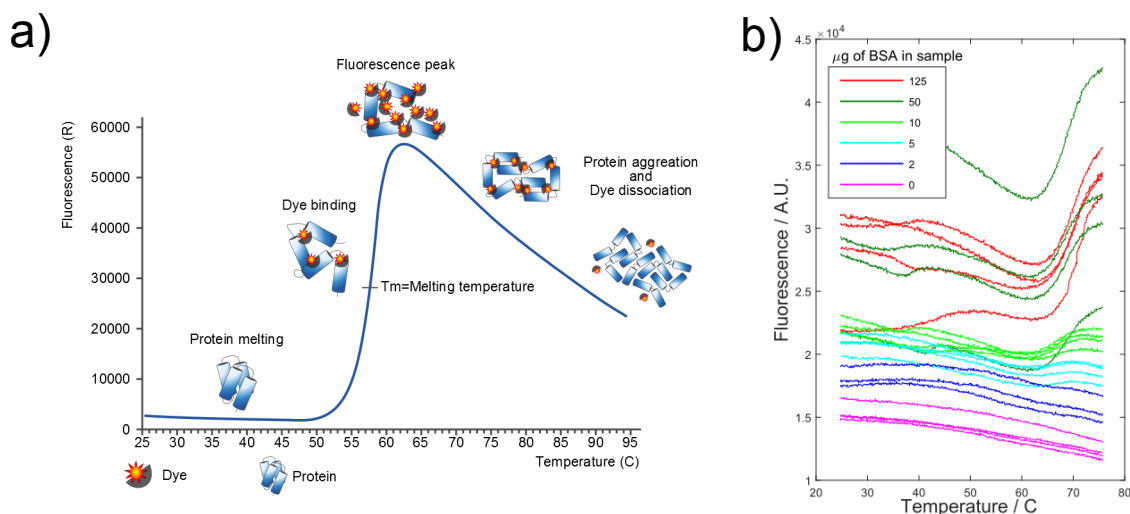 a)
Fluorescence peak
Fluorescence (R)
60000
50000
40000
30000
20000
10000
0
Protein aggreation
and
Dye dissociation
Dye binding
Tm=Melting temperature
Protein melting
25 30 35 40 45 50 55 60 65 70 75 80 85 90 95
Temperature (C)
Dye
Protein
b)
×10⁴
4.5
4
3.5
3
2.5
2
1.5
1
Fluorescence / A.U.
μg of BSA in sample
125
50
10
5
2
0
20 30 40 50 60 70 80
Temperature / C